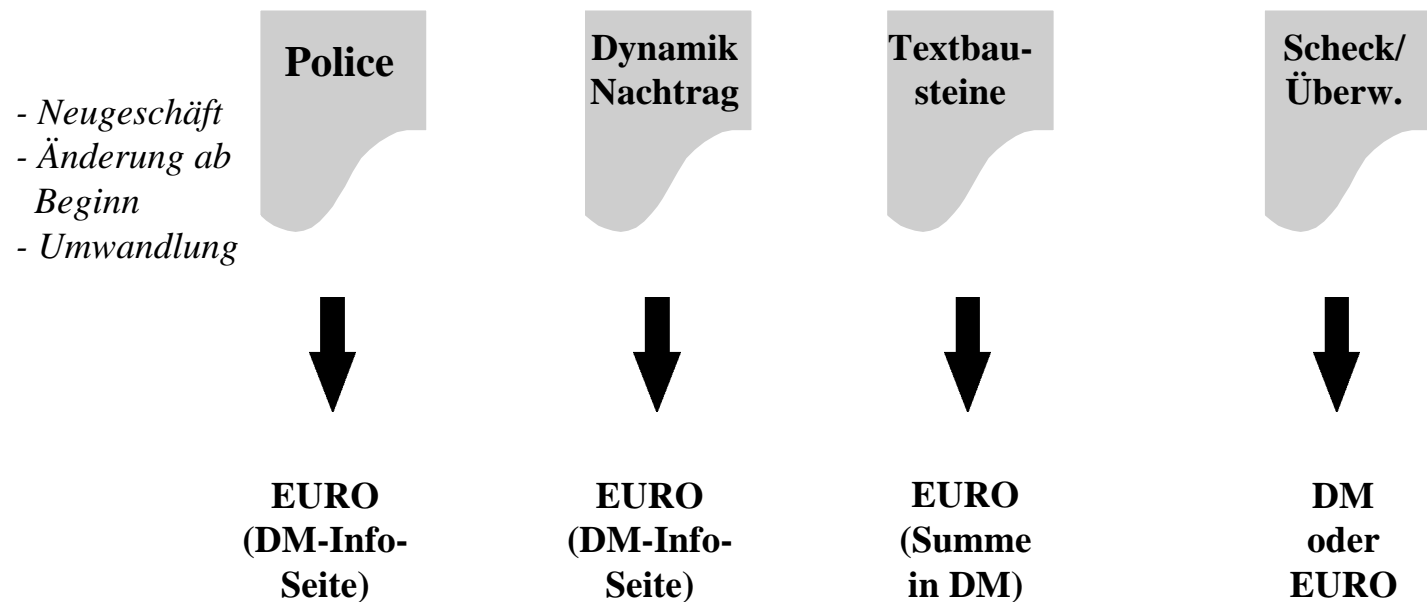 Police
Dynamik
Nachtrag
Textbau-
steine
Scheck/
Überw.
- Neugeschäft
- Änderung ab
Beginn
- Umwandlung
EURO
(DM-Info-
Seite)
EURO
(DM-Info-
Seite)
EURO
(Summe
in DM)
DM
oder
EURO